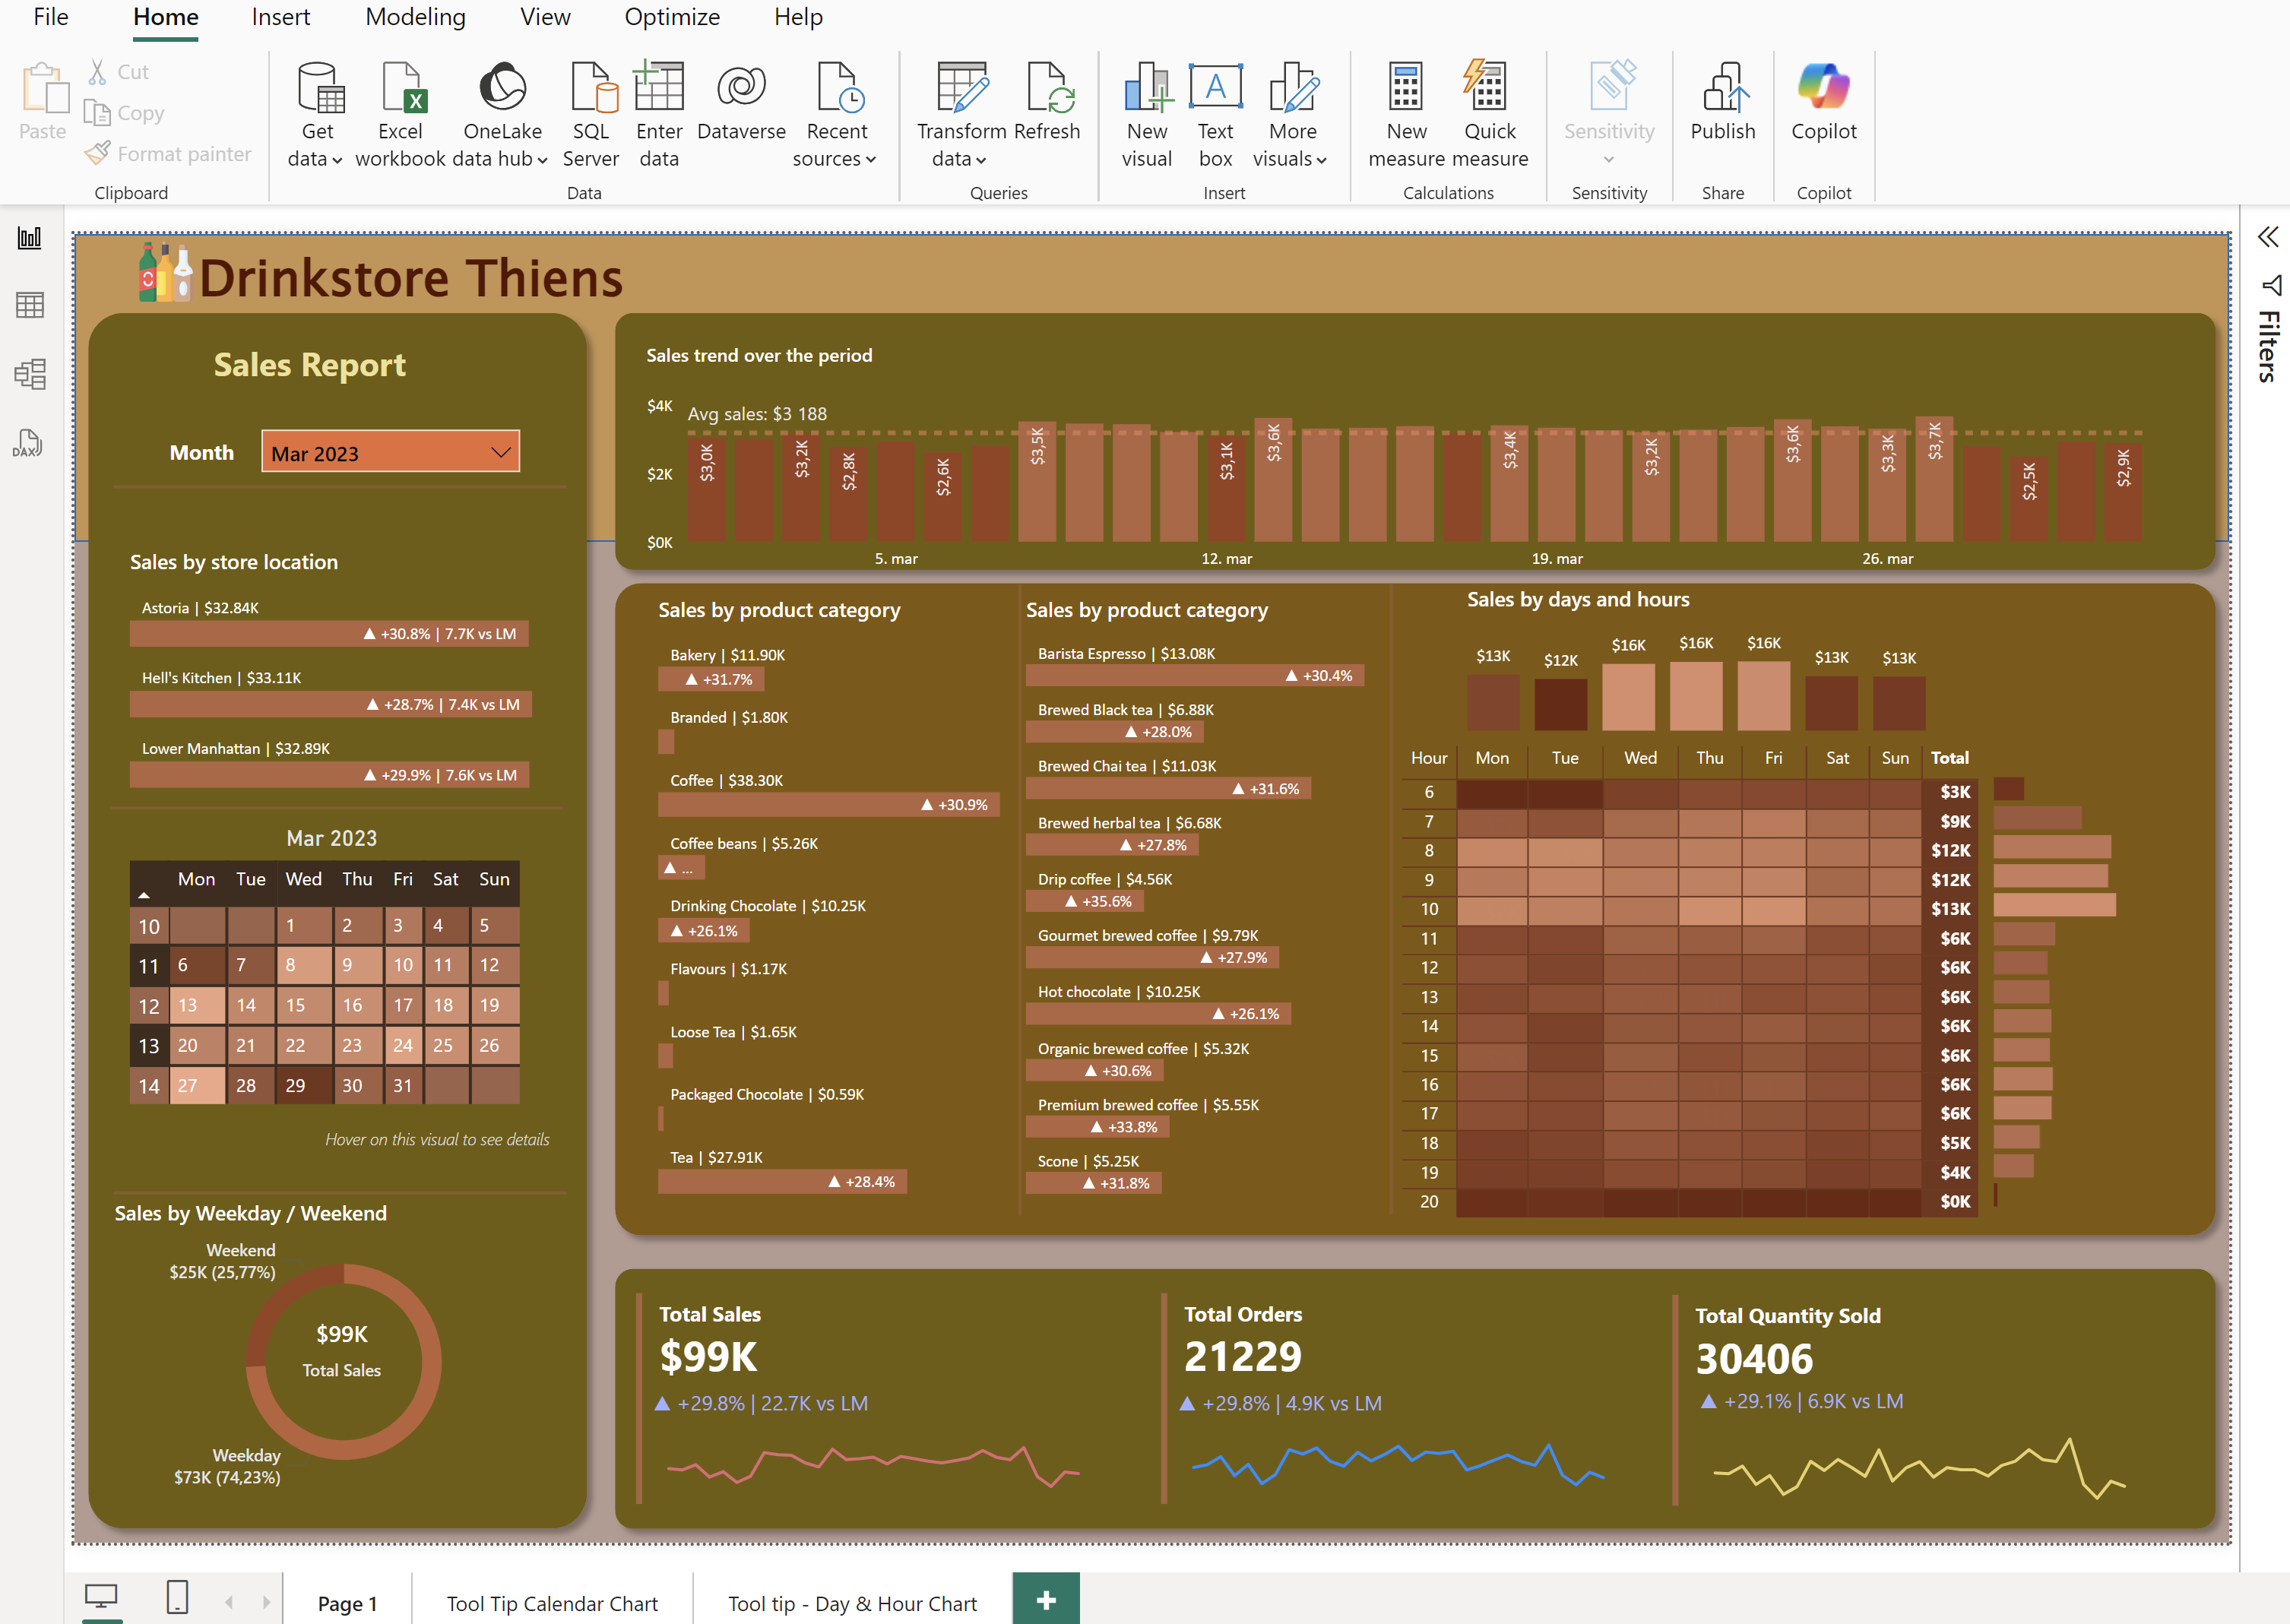 File Home Insert Modeling View Optimize Help
Paste
Cut
Copy
Format painter
Clipboard
Get data
Excel workbook
OneLake data hub
SQL Server
Enter data
Dataverse
Recent sources
Data
Transform data
Refresh
Queries
New visual
Text box
More visuals
Insert
New measure
Quick measure
Calculations
Sensitivity
Sensitivity
Publish
Share
Copilot
Copilot
DAX
Filters
Drinkstore Thiens
Sales Report
Month Mar 2023
Sales by store location
Astoria | $32.84K
▲ +30.8% | 7.7K vs LM
Hell's Kitchen | $33.11K
▲ +28.7% | 7.4K vs LM
Lower Manhattan | $32.89K
▲ +29.9% | 7.6K vs LM
Mar 2023
Mon Tue Wed Thu Fri Sat Sun
10 1 2 3 4 5
11 6 7 8 9 10 11 12
12 13 14 15 16 17 18 19
13 20 21 22 23 24 25 26
14 27 28 29 30 31
Hover on this visual to see details
Sales by Weekday / Weekend
Weekend
$25K (25,77%)
$99K
Total Sales
Weekday
$73K (74,23%)
Sales trend over the period
$4K
$2K
$0K
Avg sales: $3 188
$3,0K $3,2K $2,8K $2,6K $3,5K $3,1K $3,6K $3,4K $3,2K $3,6K $3,3K $3,7K $2,5K $2,9K
5. mar 12. mar 19. mar 26. mar
Sales by product category
Bakery | $11.90K
▲ +31.7%
Branded | $1.80K
Coffee | $38.30K
▲ +30.9%
Coffee beans | $5.26K
▲ ...
Drinking Chocolate | $10.25K
▲ +26.1%
Flavours | $1.17K
Loose Tea | $1.65K
Packaged Chocolate | $0.59K
Tea | $27.91K
▲ +28.4%
Sales by product category
Barista Espresso | $13.08K
▲ +30.4%
Brewed Black tea | $6.88K
▲ +28.0%
Brewed Chai tea | $11.03K
▲ +31.6%
Brewed herbal tea | $6.68K
▲ +27.8%
Drip coffee | $4.56K
▲ +35.6%
Gourmet brewed coffee | $9.79K
▲ +27.9%
Hot chocolate | $10.25K
▲ +26.1%
Organic brewed coffee | $5.32K
▲ +30.6%
Premium brewed coffee | $5.55K
▲ +33.8%
Scone | $5.25K
▲ +31.8%
Sales by days and hours
$13K $12K $16K $16K $16K $13K $13K
Hour Mon Tue Wed Thu Fri Sat Sun Total
6 $3K
7 $9K
8 $12K
9 $12K
10 $13K
11 $6K
12 $6K
13 $6K
14 $6K
15 $6K
16 $6K
17 $6K
18 $5K
19 $4K
20 $0K
Total Sales
$99K
▲ +29.8% | 22.7K vs LM
Total Orders
21229
▲ +29.8% | 4.9K vs LM
Total Quantity Sold
30406
▲ +29.1% | 6.9K vs LM
Page 1 Tool Tip Calendar Chart Tool tip - Day & Hour Chart